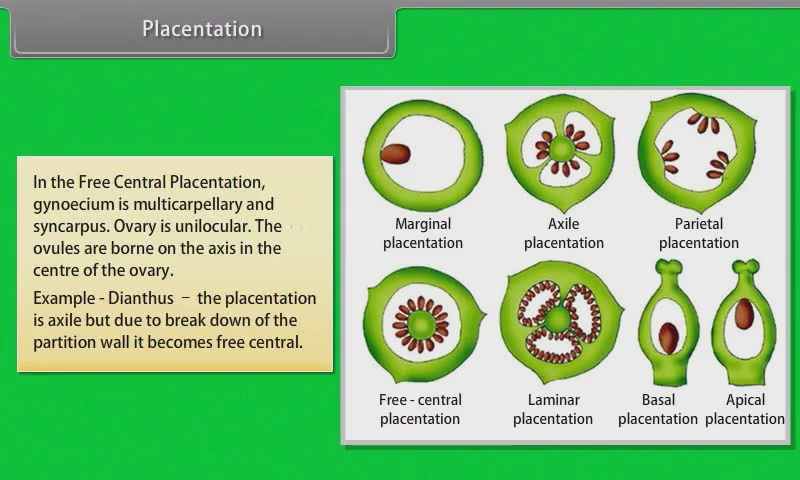 Placentation
In the Free Central Placentation,
gynoecium is multicarpellary and
syncarpus. Ovary is unilocular. The
ovules are borne on the axis in the
centre of the ovary.
Example - Dianthus – the placentation
is axile but due to break down of the
partition wall it becomes free central.
Marginal
placentation
Axile
placentation
Parietal
placentation
Free - central
placentation
Laminar
placentation
Basal
placentation
Apical
placentation